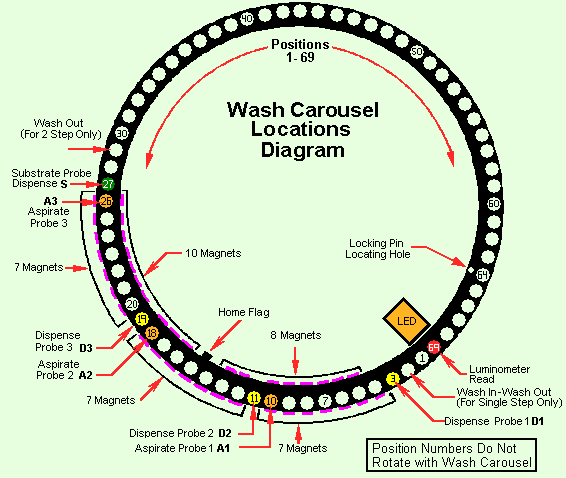 40
Positions
1- 69
50
Wash Carousel
Locations
Diagram
Wash Out
(For 2 Step Only)
30
Substrate Probe
Dispense S
27
A3
26
Aspirate
Probe 3
60
10 Magnets
Locking Pin
Locating Hole
7 Magnets
64
20
19
Home Flag
LED
18
Dispense
Probe 3 D3
8 Magnets
69
1
Aspirate
Probe 2 A2
Luminometer
Read
3
7 Magnets
11
10
7
Wash In-Wash Out
(For Single Step Only)
Dispense Probe 1 D1
Dispense Probe 2 D2
Aspirate Probe 1 A1
7 Magnets
Position Numbers Do Not
Rotate with Wash Carousel